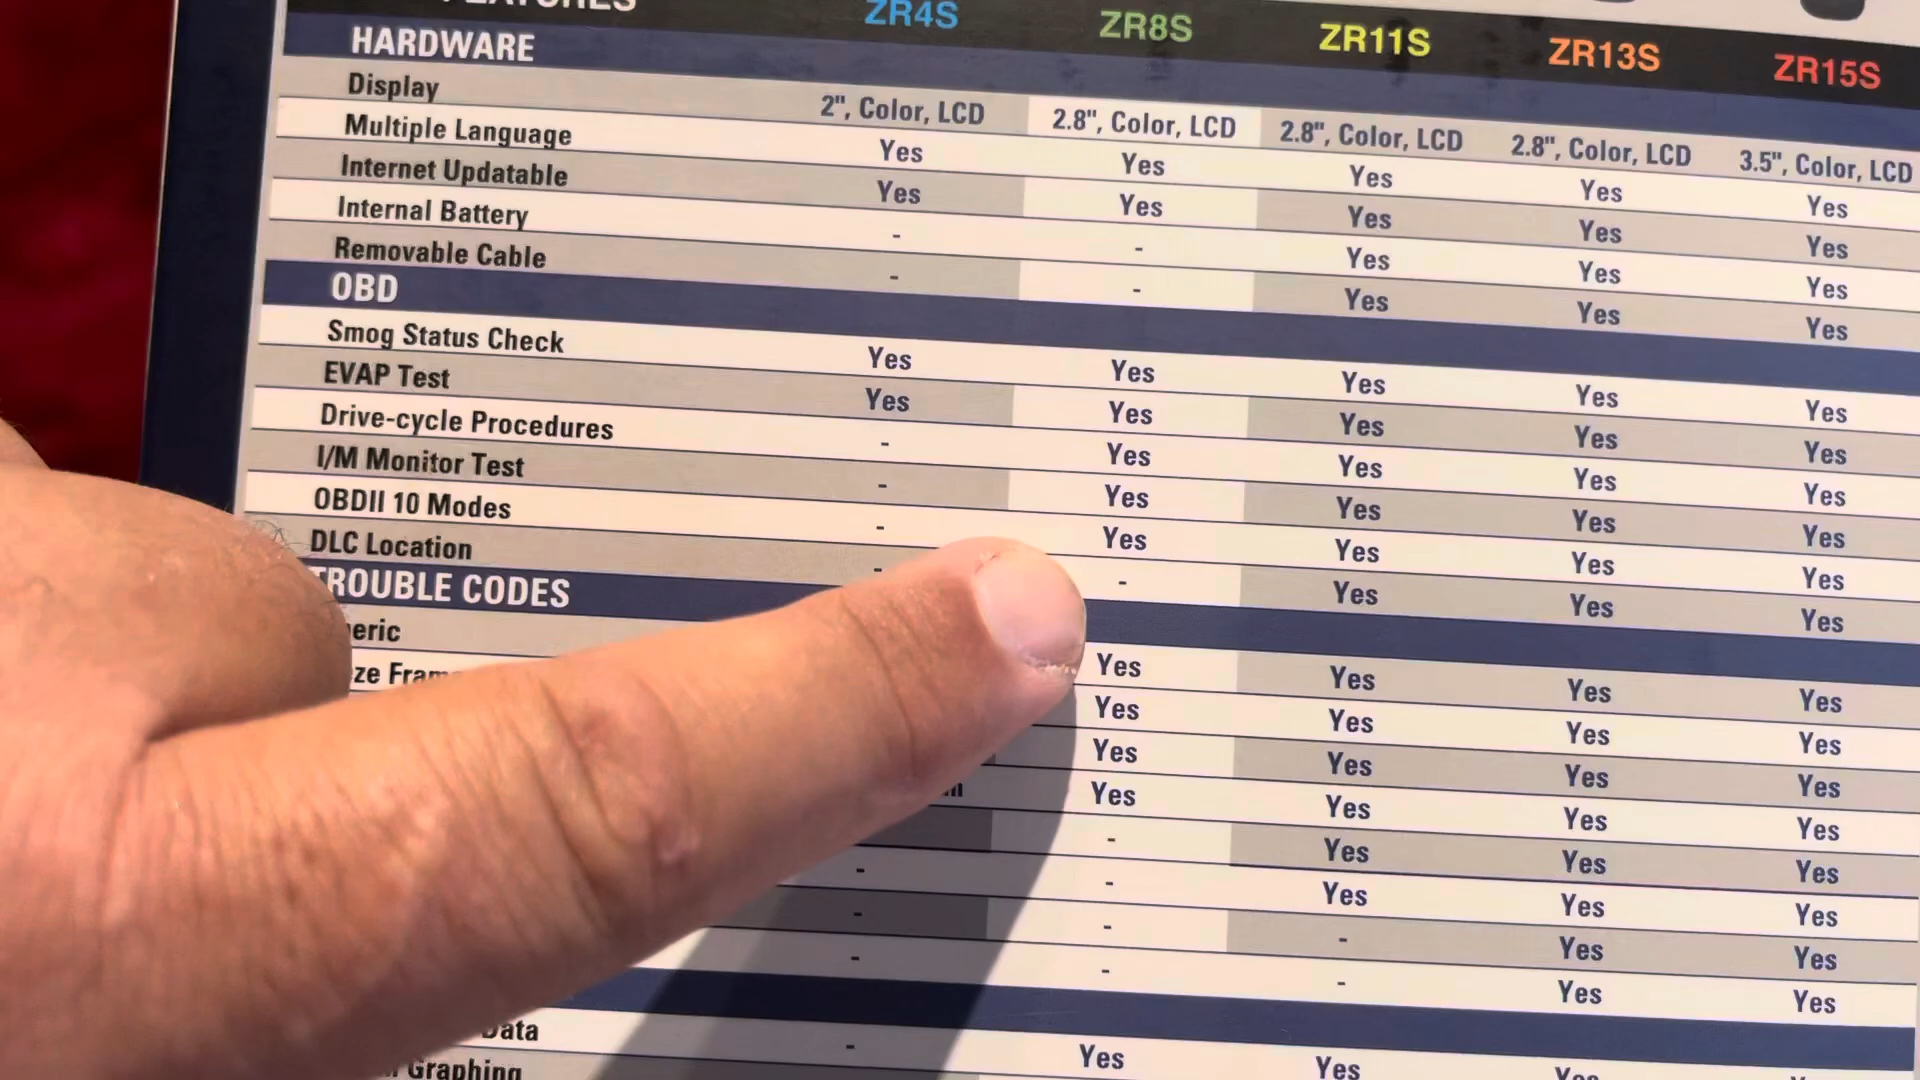 FEATURES ZR4S ZR8S ZR11S ZR13S ZR15S
HARDWARE
Display 2", Color, LCD 2.8", Color, LCD 2.8", Color, LCD 2.8", Color, LCD 3.5", Color, LCD
Multiple Language Yes Yes Yes Yes Yes
Internet Updatable Yes Yes Yes Yes Yes
Internal Battery - - Yes Yes Yes
Removable Cable - - Yes Yes Yes
OBD
Smog Status Check Yes Yes Yes Yes Yes
EVAP Test Yes Yes Yes Yes Yes
Drive-cycle Procedures - Yes Yes Yes Yes
I/M Monitor Test - Yes Yes Yes Yes
OBDII 10 Modes - Yes Yes Yes Yes
DLC Location - - Yes Yes Yes
TROUBLE CODES
eric Yes Yes Yes Yes
ze Fram Yes Yes Yes Yes
Yes Yes Yes Yes
Yes Yes Yes Yes
- Yes Yes Yes
- - Yes Yes Yes
- - - Yes Yes
- - - Yes Yes
Data - Yes Yes Yes
Graphing